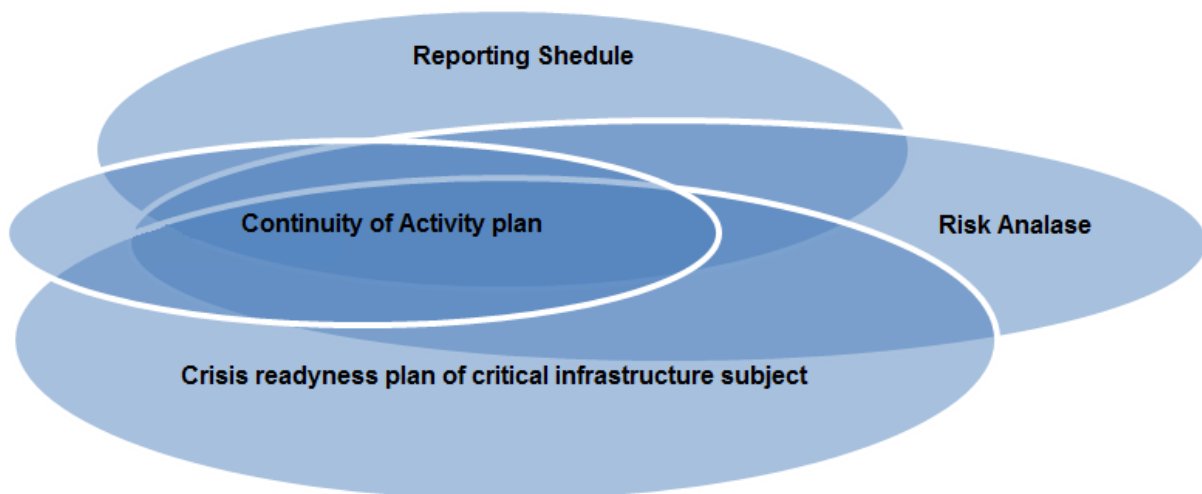 Reporting Shedule
Continuity of Activity plan
Risk Analase
Crisis readyness plan of critical infrastructure subject